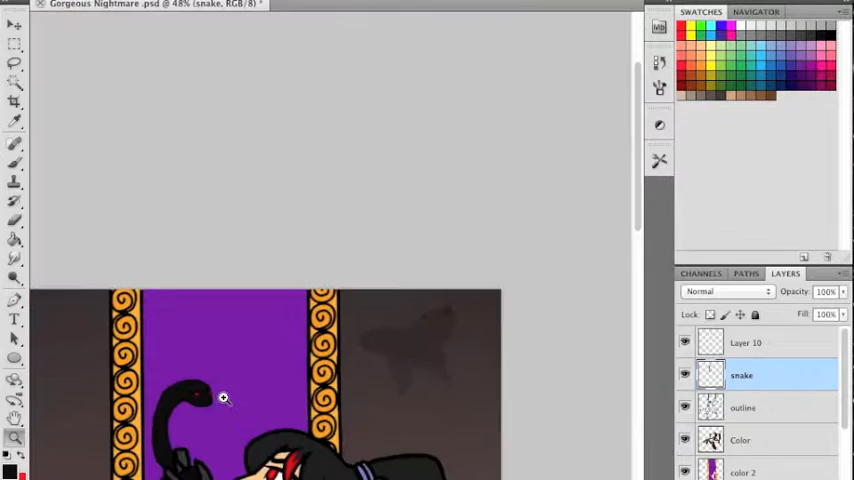 Gorgeous Nightmare .psd @ 48% (snake, RGB/8) *
SWATCHES
NAVIGATOR
Mb
CHANNELS
PATHS
LAYERS
Normal
Opacity: 100%
Lock:
Fill: 100%
Layer 10
snake
outline
Color
color 2